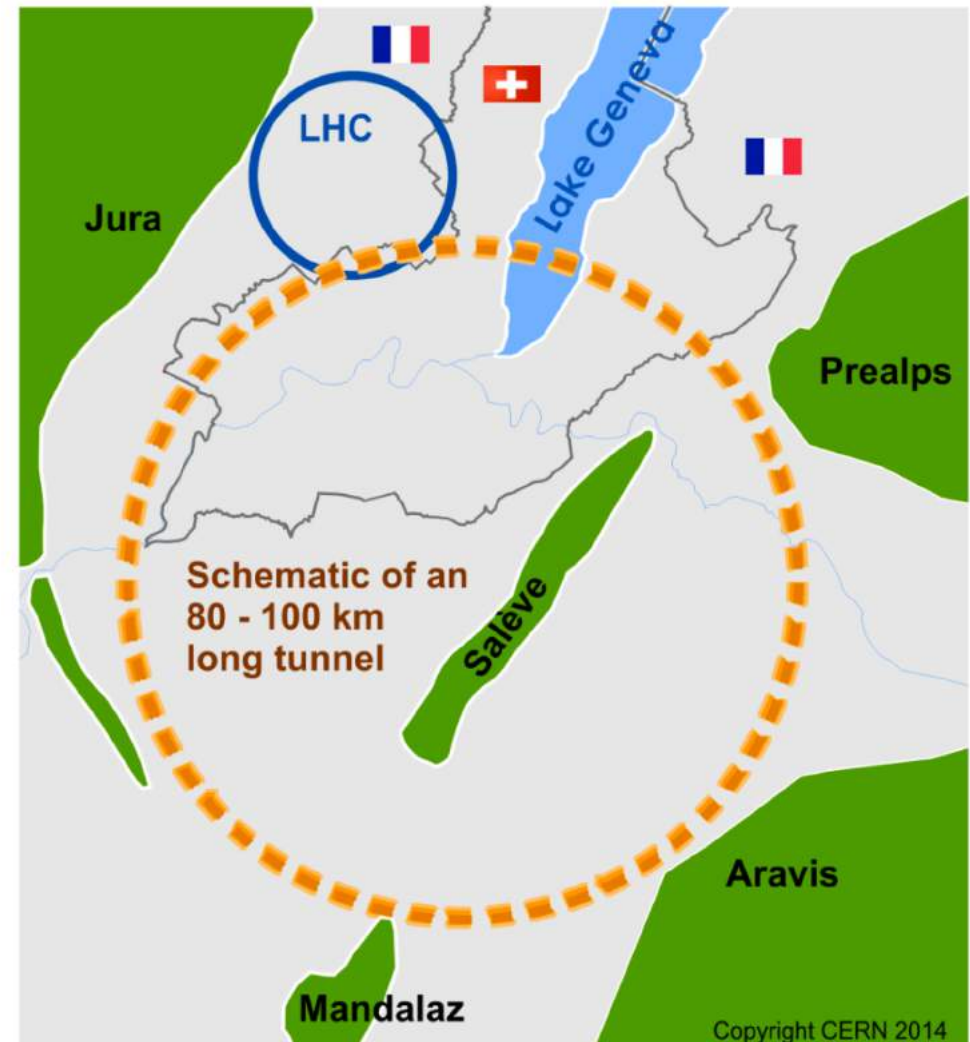 LHC
Lake Geneva
Jura
Prealps
Schematic of an
80 - 100 km
long tunnel
Salève
Aravis
Mandalaz
Copyright CERN 2014